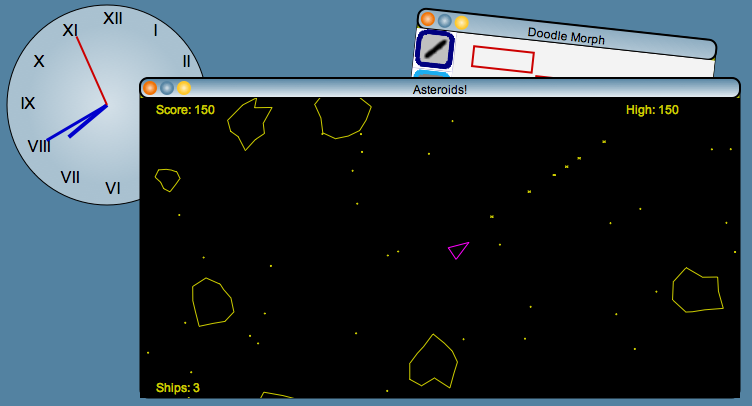 XII
I
II
VI
VII
VIII
IX
X
XI
Doodle Morph
Asteroids!
Score: 150
High: 150
Ships: 3